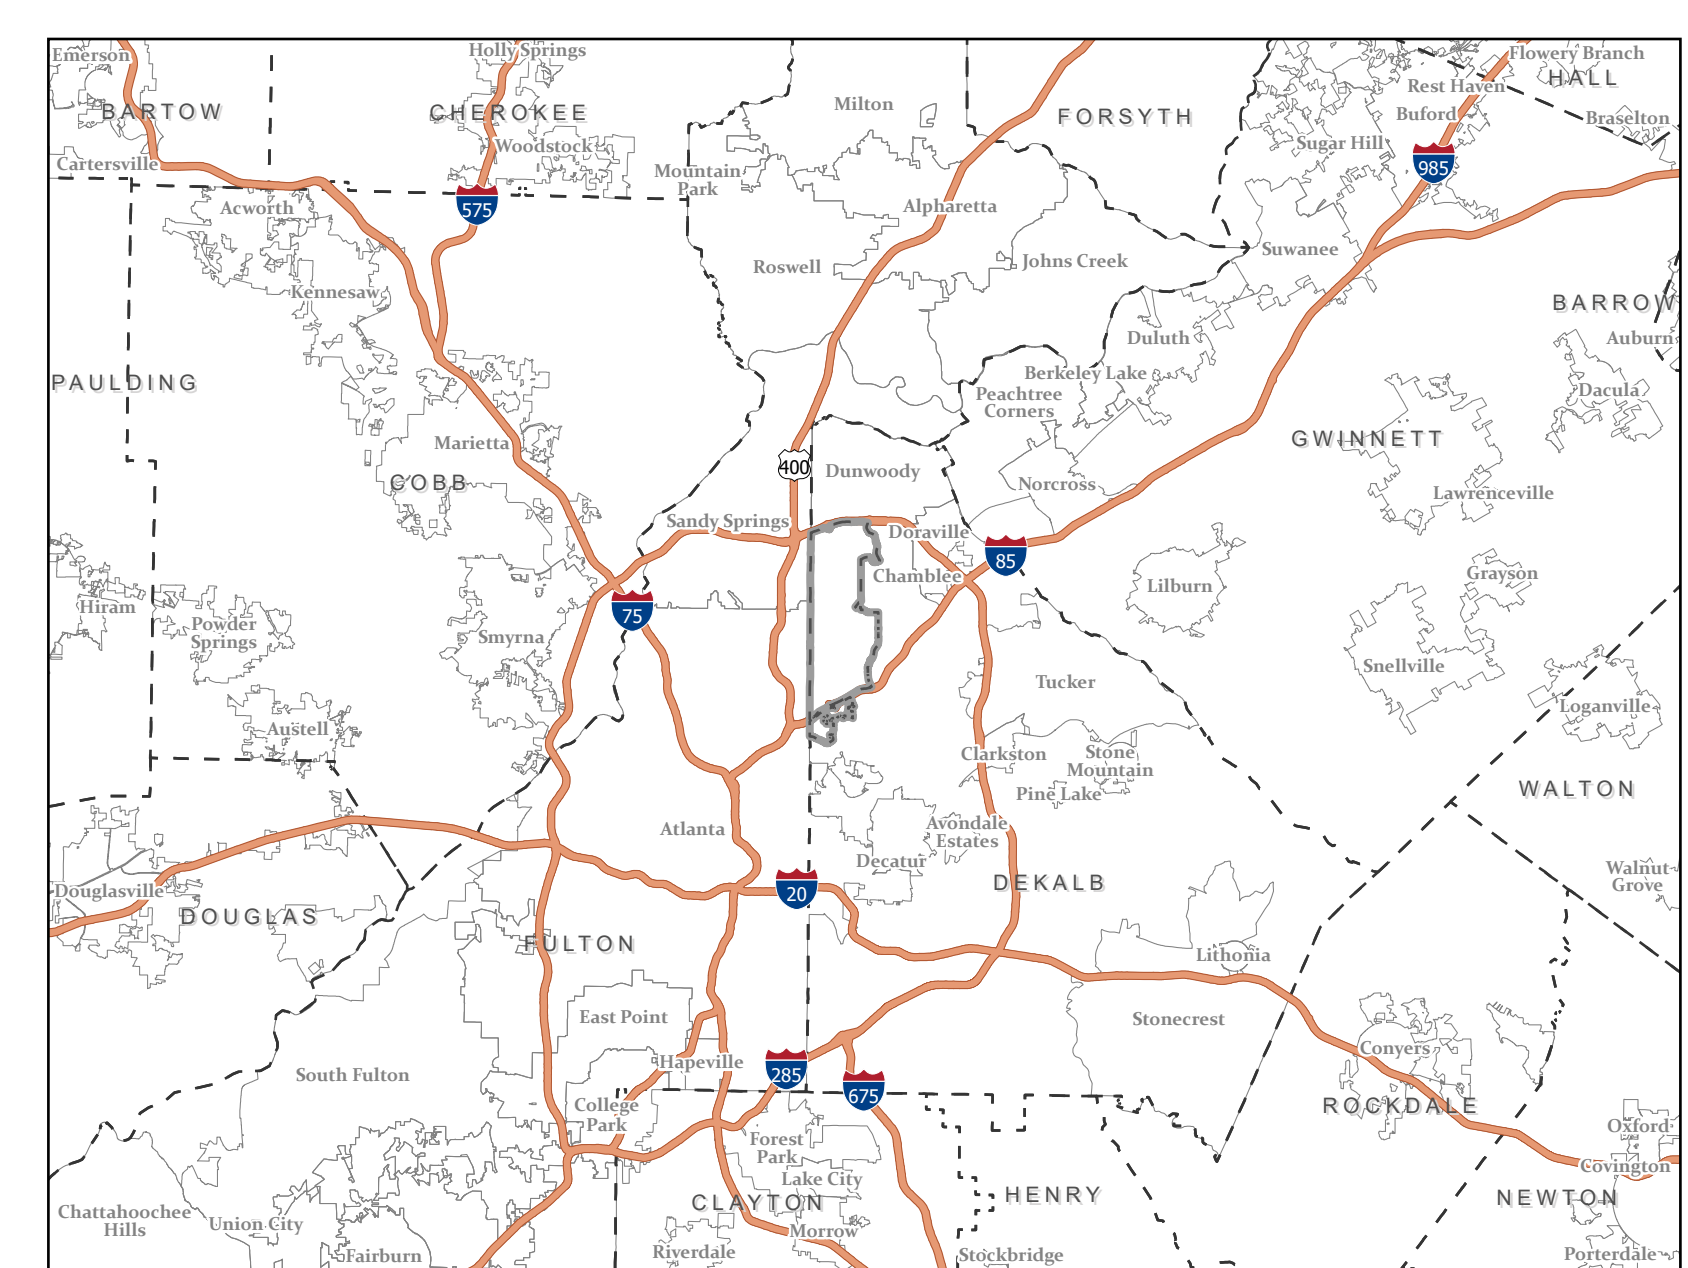 Emerson
Holly Springs
Flowery Branch
HALL
Rest Haven
BARTOW
CHEROKEE
Milton
FORSYTH
Buford
Braselton
Woodstock
Sugar Hill
Cartersville
Mountain
Park
985
Acworth
575
Alpharetta
Suwanee
Roswell
Johns Creek
Kennesaw
BARROW
Duluth
Auburn
PAULDING
Berkeley Lake
Peachtree
Corners
Dacula
Marietta
GWINNETT
400
Dunwoody
COBB
Norcross
Lawrenceville
Sandy Springs
Doraville
85
Chamblee
Lilburn
Grayson
Hiram
75
Powder
Springs
Smyrna
Snellville
Tucker
Loganville
Austell
Clarkston
Stone
Mountain
Pine Lake
WALTON
Atlanta
Avondale
Estates
Decatur
DEKALB
Walnut
Grove
Douglasville
20
DOUGLAS
FULTON
Lithonia
East Point
Stonecrest
Conyers
Hapeville
South Fulton
285
675
College
Park
ROCKDALE
Forest
Park
Oxford
Covington
Lake City
CLAYTON
HENRY
NEWTON
Chattahoochee
Hills
Union City
Morrow
Fairburn
Riverdale
Stockbridge
Porterdale